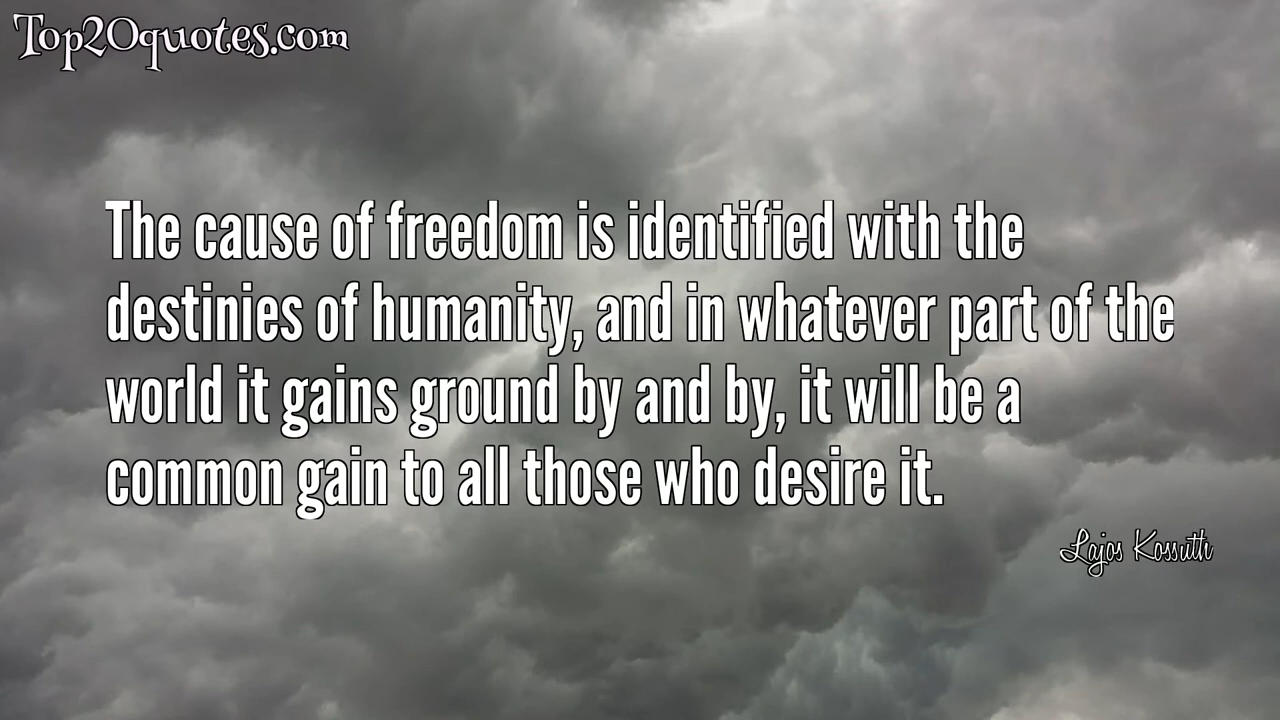 Top20quotes.com
The cause of freedom is identified with the
destinies of humanity, and in whatever part of the
world it gains ground by and by, it will be a
common gain to all those who desire it.
Lajos Kossuth